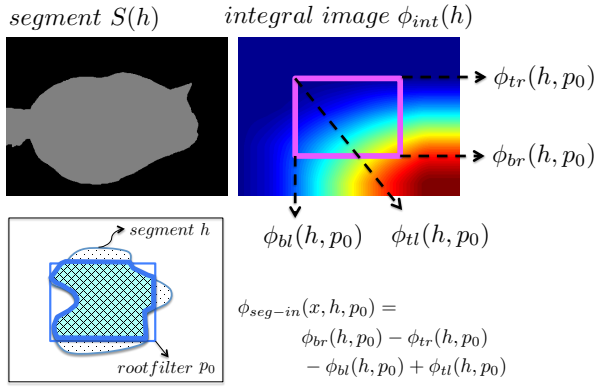 segment S(h)
integral image ϕ_int(h)
ϕ_tr(h, p_0)
ϕ_br(h, p_0)
ϕ_bl(h, p_0)
ϕ_tl(h, p_0)
segment h
rootfilter p_0
ϕ_seg−in(x, h, p_0) =
ϕ_br(h, p_0) − ϕ_tr(h, p_0)
− ϕ_bl(h, p_0) + ϕ_tl(h, p_0)